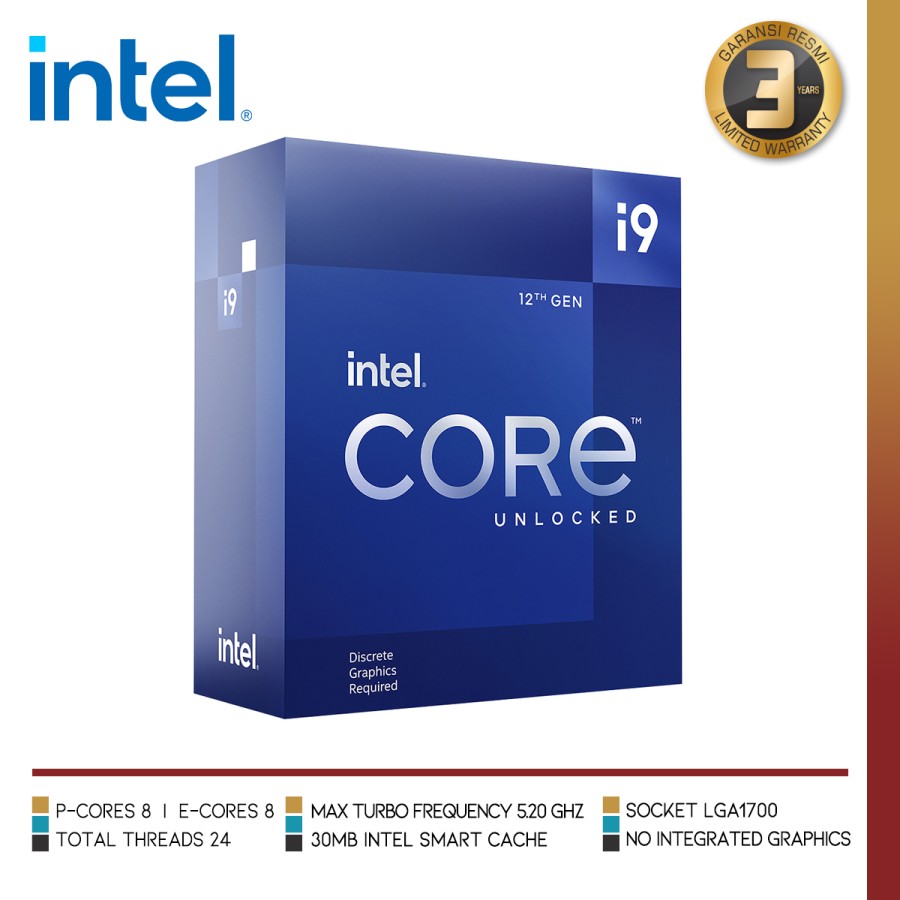 intel®
GARANSI RESMI
3 YEARS
LIMITED WARRANTY
i9
i9
12TH GEN
intel.
CORe™
UNLOCKED
intel.
Discrete
Graphics
Required
P-CORES 8 | E-CORES 8
TOTAL THREADS 24
MAX TURBO FREQUENCY 5.20 GHZ
30MB INTEL SMART CACHE
SOCKET LGA1700
NO INTEGRATED GRAPHICS